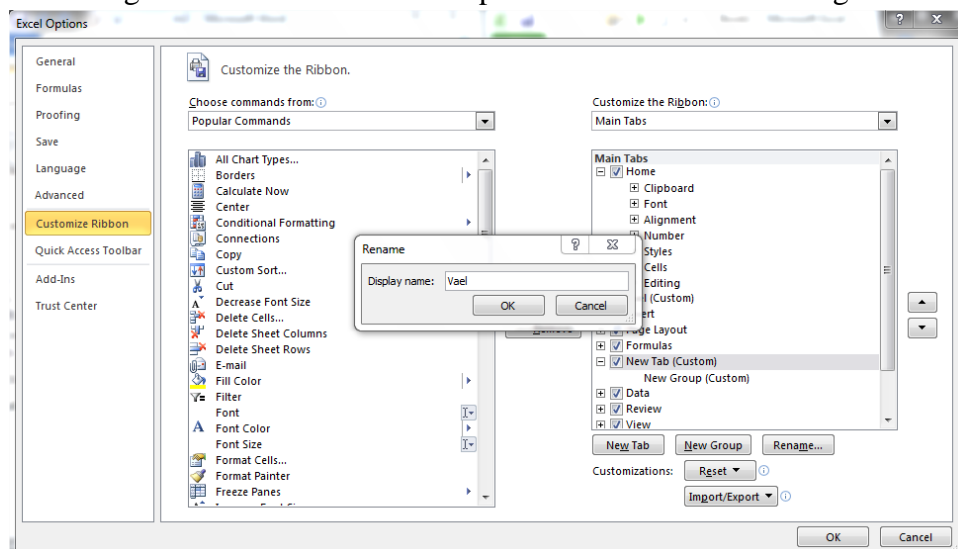 Excel Options
General
Formulas
Proofing
Save
Language
Advanced
Customize Ribbon
Quick Access Toolbar
Add-Ins
Trust Center
Customize the Ribbon.
Choose commands from:
Popular Commands
All Chart Types...
Borders
Calculate Now
Center
Conditional Formatting
Connections
Copy
Custom Sort...
Cut
Decrease Font Size
Delete Cells...
Delete Sheet Columns
Delete Sheet Rows
E-mail
Fill Color
Filter
Font
Font Color
Font Size
Format Cells...
Format Painter
Freeze Panes
Rename
Display name: Vael
OK Cancel
Customize the Ribbon:
Main Tabs
Main Tabs
Home
Clipboard
Font
Alignment
Number
Styles
Cells
Editing
(Custom)
Page Layout
Formulas
New Tab (Custom)
New Group (Custom)
Data
Review
View
New Tab New Group Rename...
Customizations: Reset
Import/Export
OK Cancel